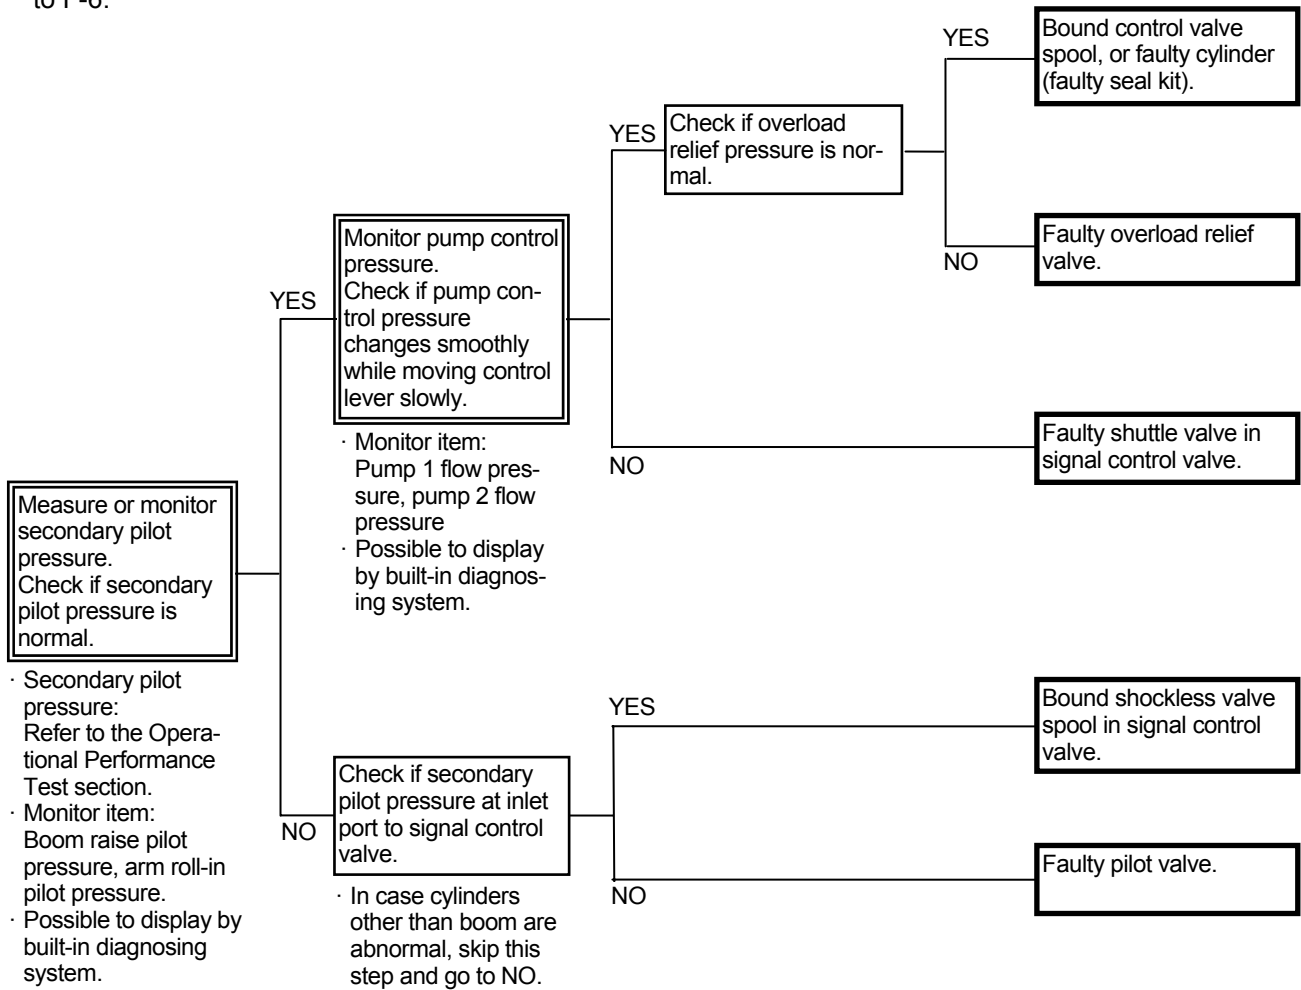 to F-6.
YES
Bound control valve
spool, or faulty cylinder
(faulty seal kit).
YES
Check if overload
relief pressure is nor-
mal.
NO
Faulty overload relief
valve.
YES
Monitor pump control
pressure.
Check if pump con-
trol pressure
changes smoothly
while moving control
lever slowly.
· Monitor item:
Pump 1 flow pres-
sure, pump 2 flow
pressure
· Possible to display
by built-in diagnos-
ing system.
NO
Faulty shuttle valve in
signal control valve.
Measure or monitor
secondary pilot
pressure.
Check if secondary
pilot pressure is
normal.
· Secondary pilot
pressure:
Refer to the Opera-
tional Performance
Test section.
· Monitor item:
Boom raise pilot
pressure, arm roll-in
pilot pressure.
· Possible to display by
built-in diagnosing
system.
NO
Check if secondary
pilot pressure at inlet
port to signal control
valve.
· In case cylinders
other than boom are
abnormal, skip this
step and go to NO.
YES
Bound shockless valve
spool in signal control
valve.
NO
Faulty pilot valve.